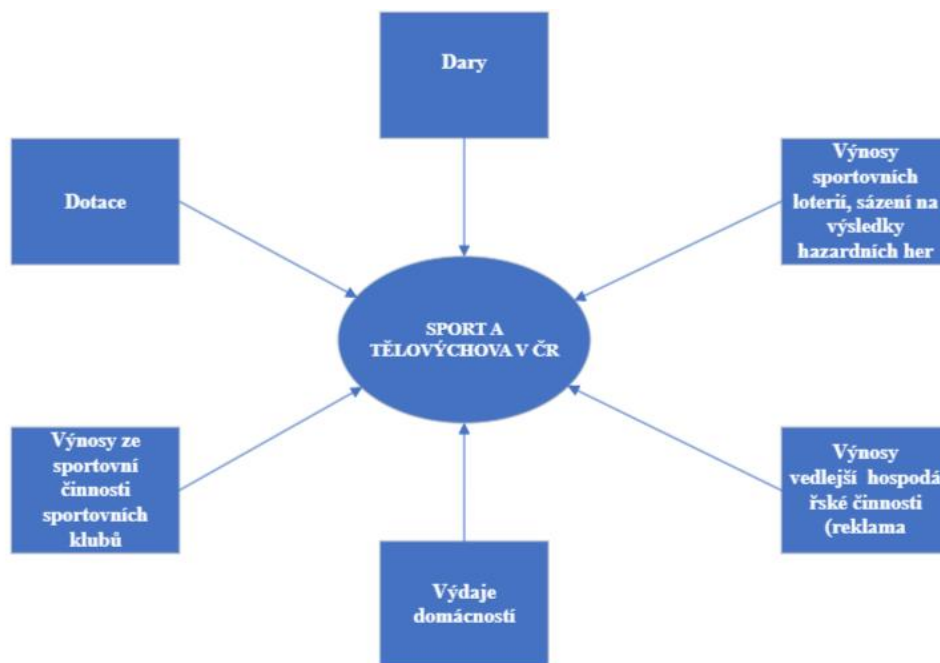 Dary
Dotace
Výnosy
sportovních
loterií, sázení na
výsledky
hazardních her
SPORT A
TĚLOVÝCHOVA V ČR
Výnosy ze
sportovní
činnosti
sportovních
klubů
Výnosy
vedlejší hospodá
řské činnosti
(reklama
Výdaje
domácností